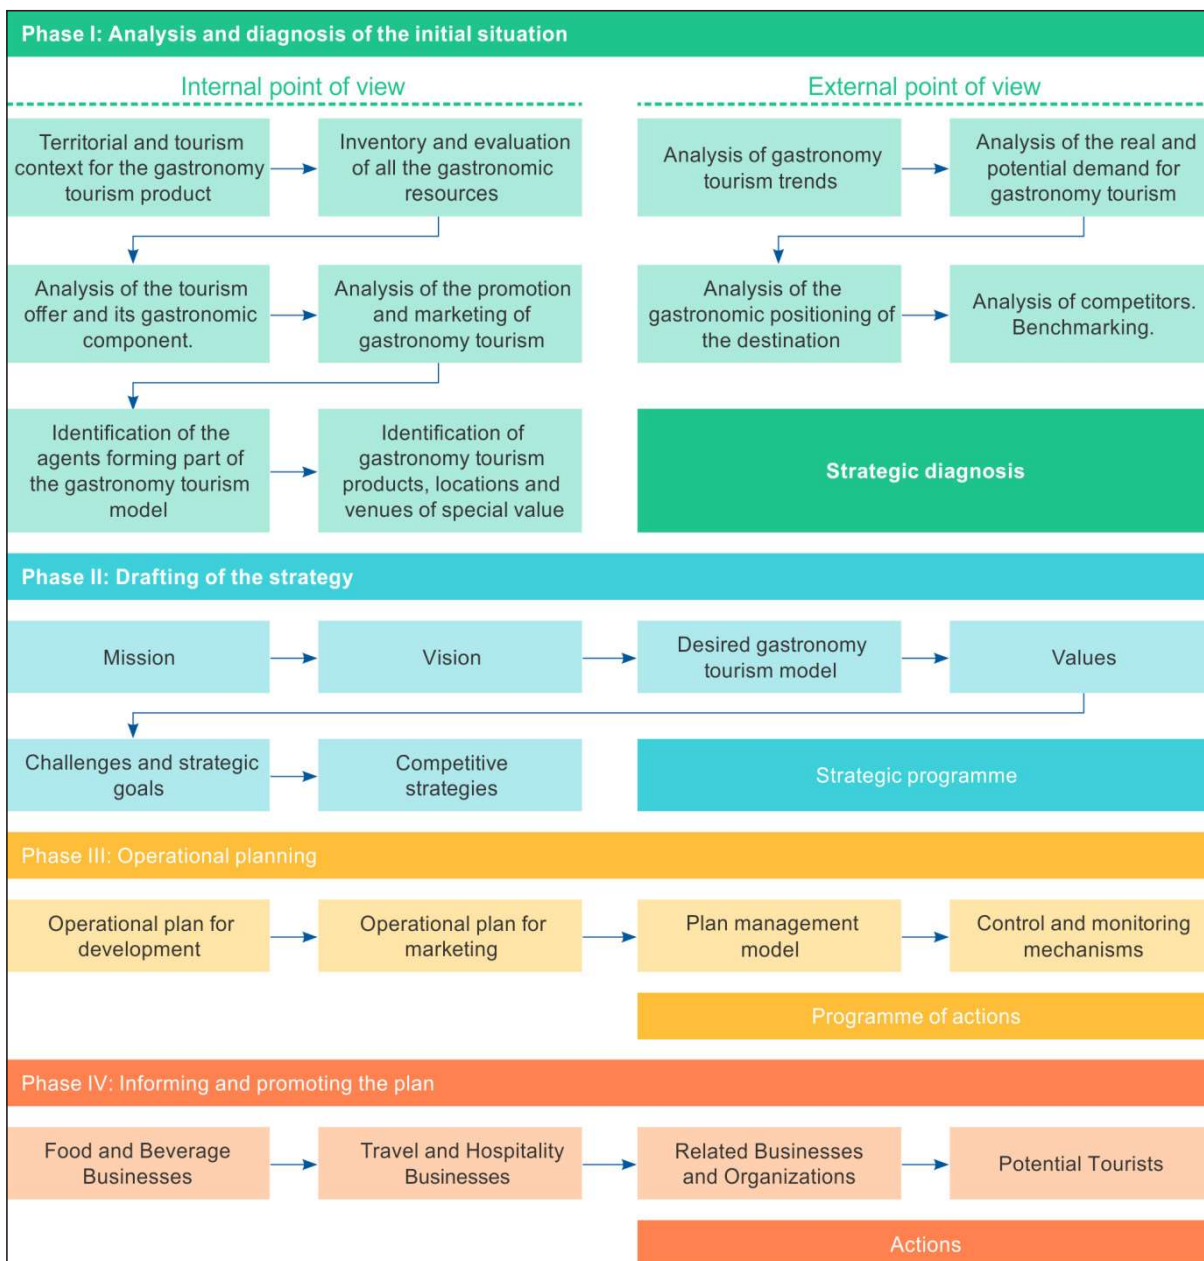 Phase I: Analysis and diagnosis of the initial situation
Internal point of view
Territorial and tourism
context for the gastronomy
tourism product
Inventory and evaluation
of all the gastronomic
resources
Analysis of the tourism
offer and its gastronomic
component.
Analysis of the promotion
and marketing of
gastronomy tourism
Identification of the
agents forming part of
the gastronomy tourism
model
Identification of
gastronomy tourism
products, locations and
venues of special value
External point of view
Analysis of gastronomy
tourism trends
Analysis of the real and
potential demand for
gastronomy tourism
Analysis of the
gastronomic positioning of
the destination
Analysis of competitors.
Benchmarking.
Strategic diagnosis
Phase II: Drafting of the strategy
Mission
Vision
Desired gastronomy
tourism model
Values
Challenges and strategic
goals
Competitive
strategies
Strategic programme
Phase III: Operational planning
Operational plan for
development
Operational plan for
marketing
Plan management
model
Control and monitoring
mechanisms
Programme of actions
Phase IV: Informing and promoting the plan
Food and Beverage
Businesses
Travel and Hospitality
Businesses
Related Businesses
and Organizations
Potential Tourists
Actions